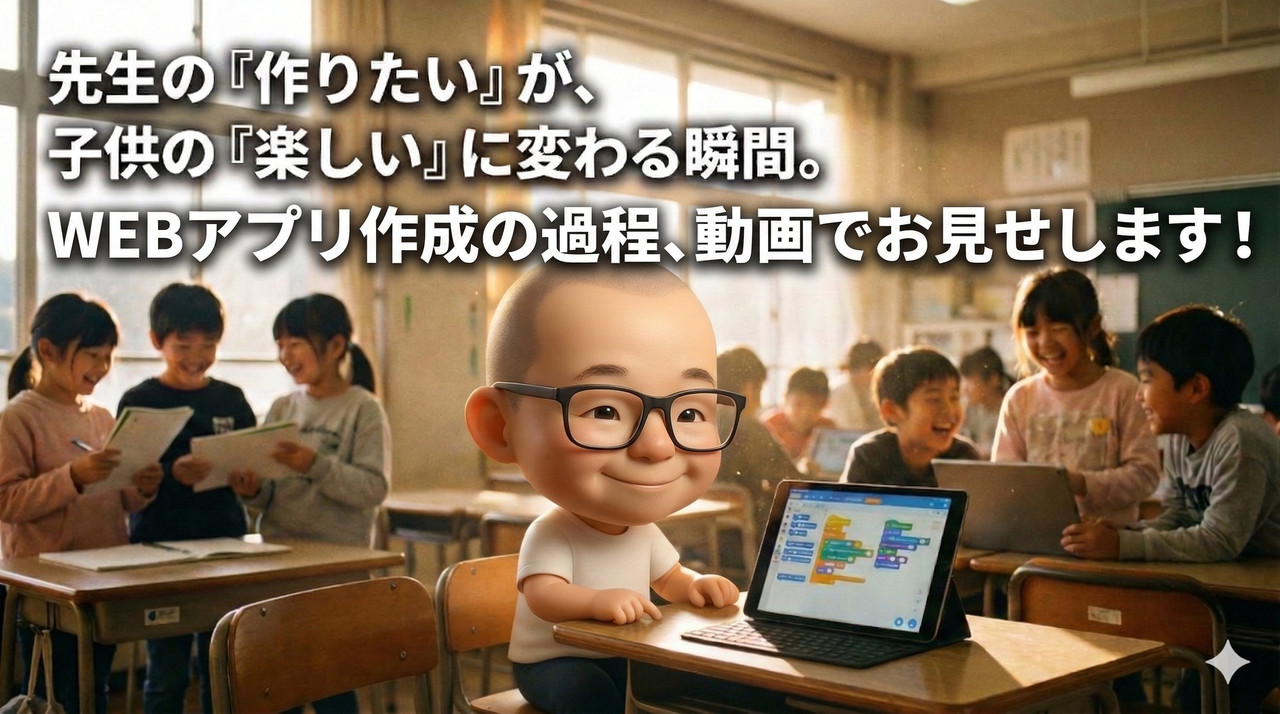 先生の『作りたい』が、
子供の『楽しい』に変わる瞬間。
WEBアプリ作成の過程、動画でお見せします！